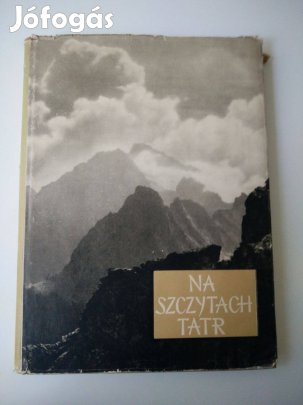 Jófogás
NA
SZCZYTACH
TATR